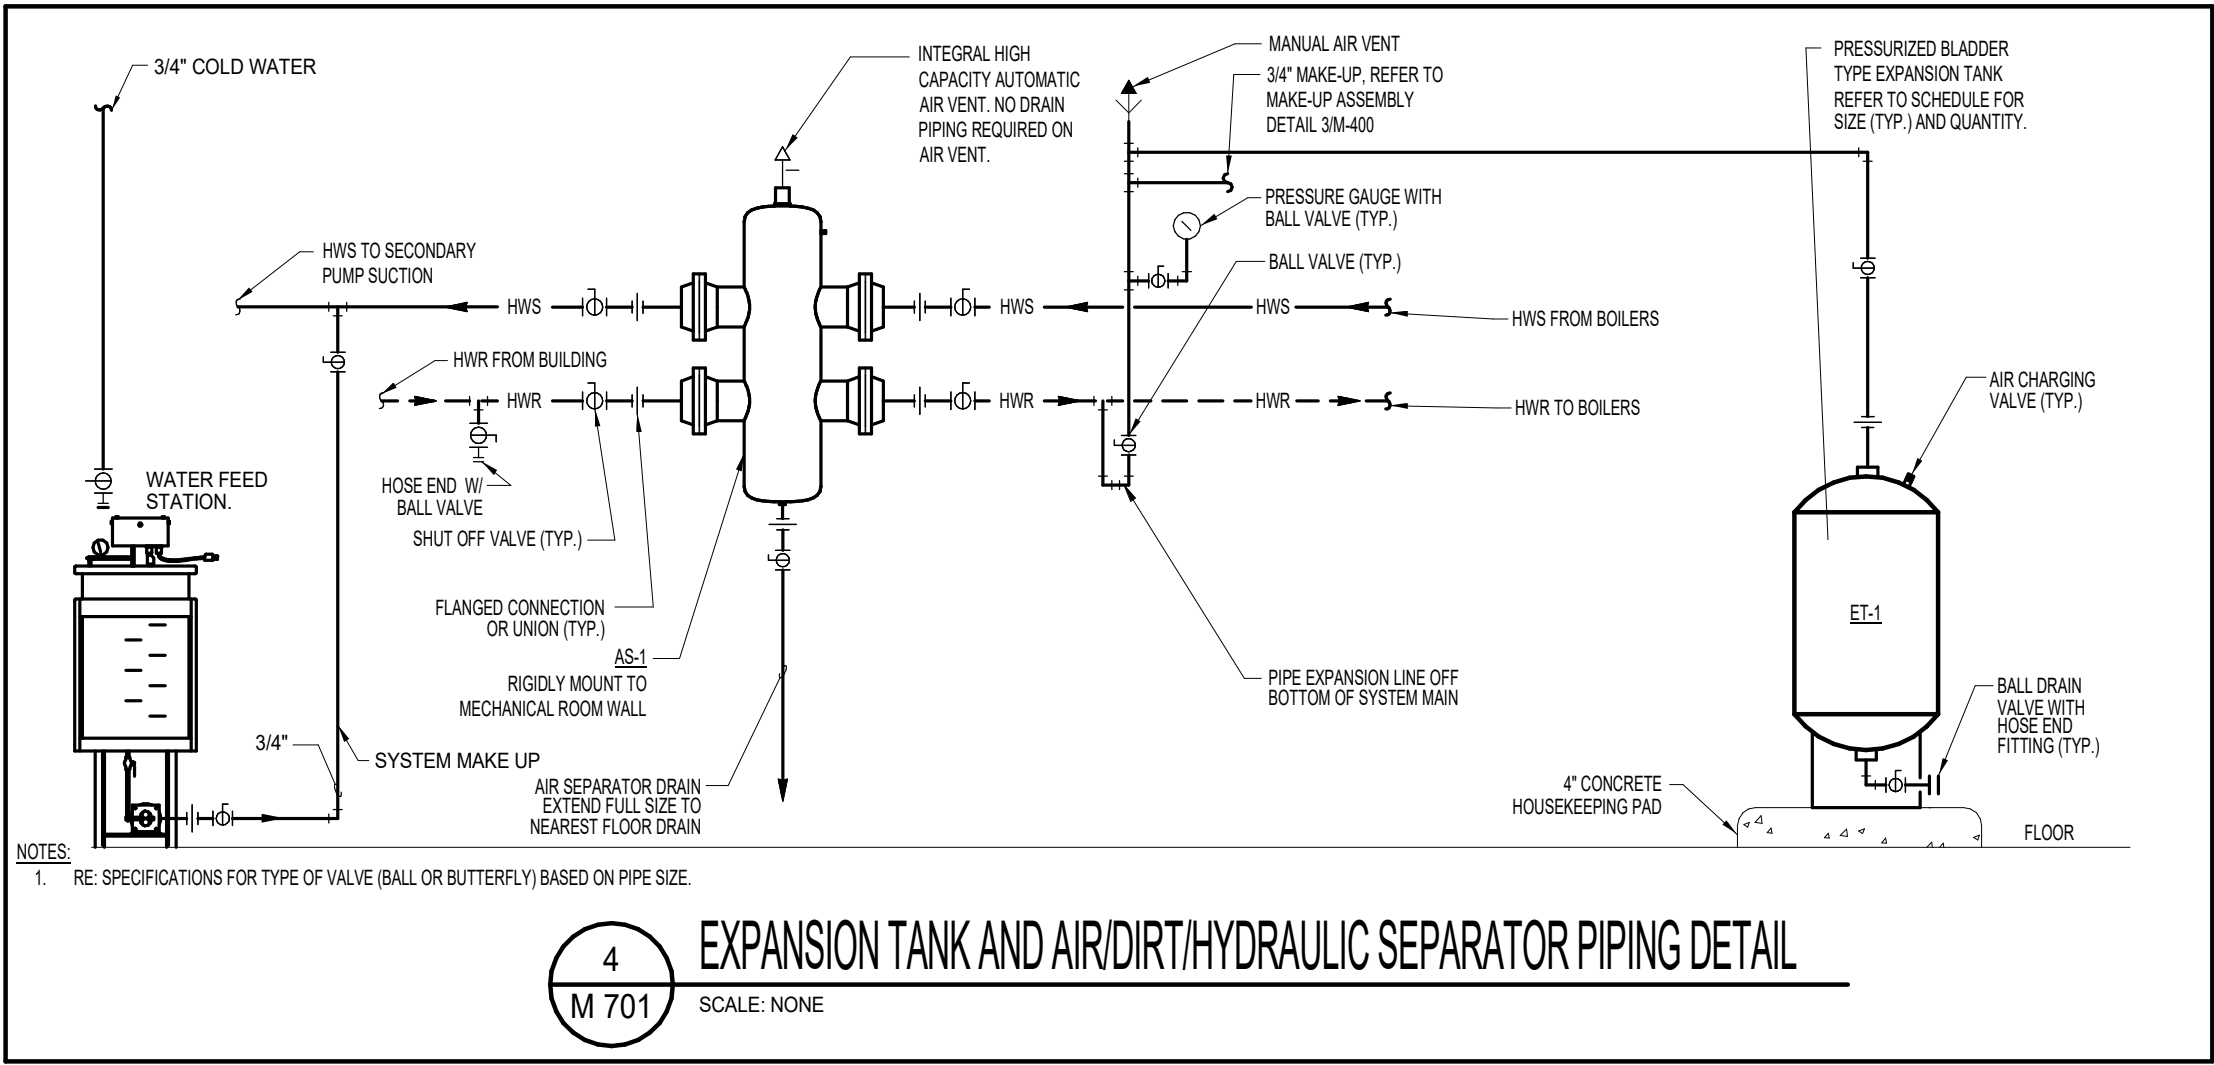 3/4" COLD WATER
INTEGRAL HIGH
CAPACITY AUTOMATIC
AIR VENT. NO DRAIN
PIPING REQUIRED ON
AIR VENT.
MANUAL AIR VENT
3/4" MAKE-UP, REFER TO
MAKE-UP ASSEMBLY
DETAIL 3/M-400
PRESSURIZED BLADDER
TYPE EXPANSION TANK
REFER TO SCHEDULE FOR
SIZE (TYP.) AND QUANTITY.
PRESSURE GAUGE WITH
BALL VALVE (TYP.)
HWS TO SECONDARY
PUMP SUCTION
BALL VALVE (TYP.)
HWS
HWS
HWS
HWS FROM BOILERS
HWR FROM BUILDING
HWR
HWR
HWR
HWR TO BOILERS
AIR CHARGING
VALVE (TYP.)
WATER FEED
STATION.
HOSE END W/
BALL VALVE
SHUT OFF VALVE (TYP.)
FLANGED CONNECTION
OR UNION (TYP.)
AS-1
RIGIDLY MOUNT TO
MECHANICAL ROOM WALL
PIPE EXPANSION LINE OFF
BOTTOM OF SYSTEM MAIN
ET-1
BALL DRAIN
VALVE WITH
HOSE END
FITTING (TYP.)
3/4"
SYSTEM MAKE UP
AIR SEPARATOR DRAIN
EXTEND FULL SIZE TO
NEAREST FLOOR DRAIN
4" CONCRETE
HOUSEKEEPING PAD
FLOOR
NOTES:
1. RE: SPECIFICATIONS FOR TYPE OF VALVE (BALL OR BUTTERFLY) BASED ON PIPE SIZE.
4
M 701
EXPANSION TANK AND AIR/DIRT/HYDRAULIC SEPARATOR PIPING DETAIL
SCALE: NONE